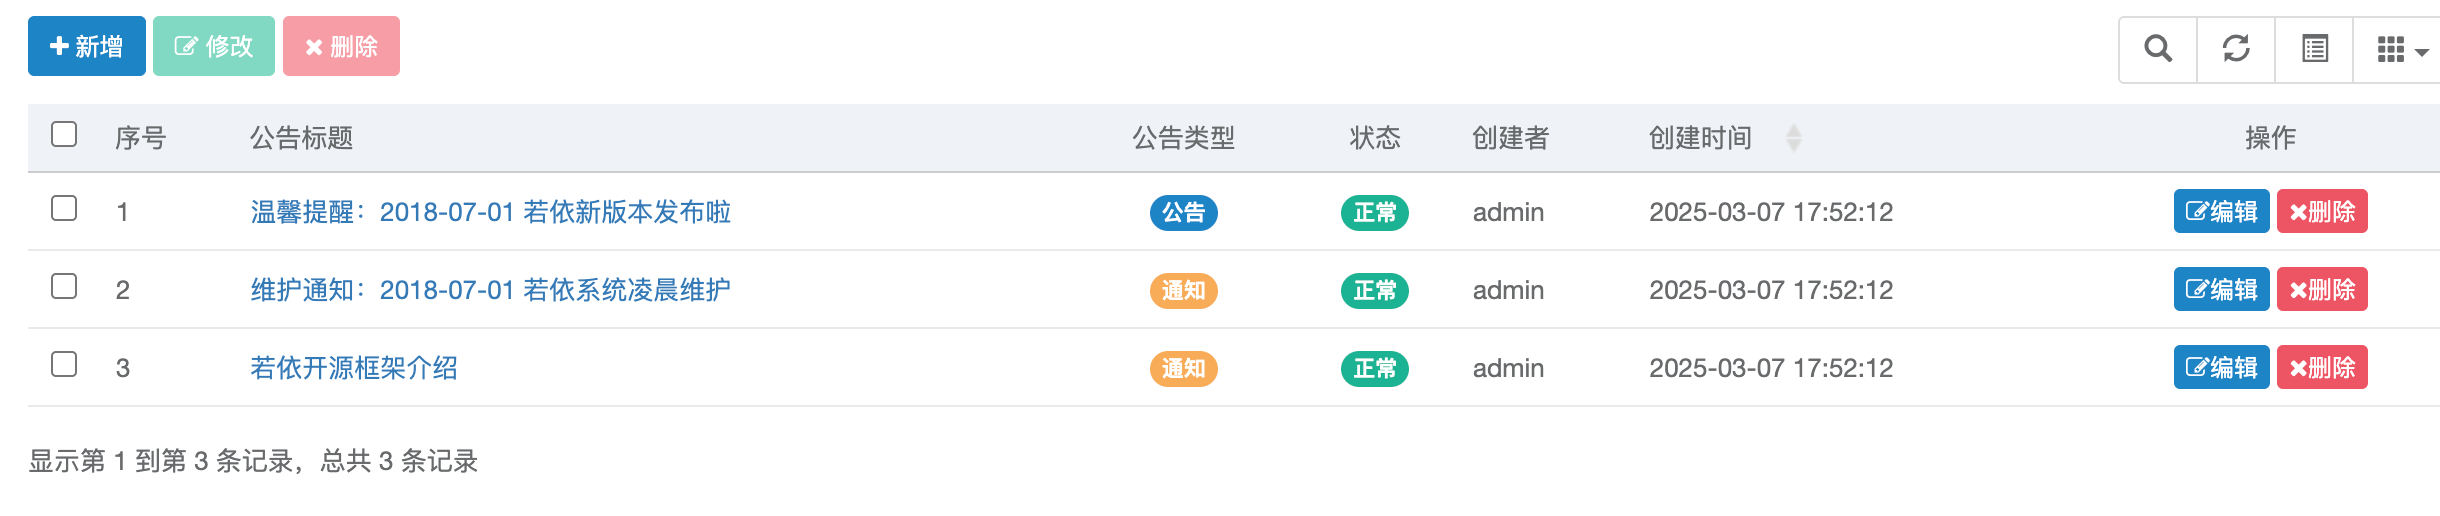 新增 修改 删除
序号 公告标题 公告类型 状态 创建者 创建时间 操作
1 温馨提醒：2018-07-01 若依新版本发布啦 公告 正常 admin 2025-03-07 17:52:12 编辑 删除
2 维护通知：2018-07-01 若依系统凌晨维护 通知 正常 admin 2025-03-07 17:52:12 编辑 删除
3 若依开源框架介绍 通知 正常 admin 2025-03-07 17:52:12 编辑 删除
显示第 1 到第 3 条记录，总共 3 条记录